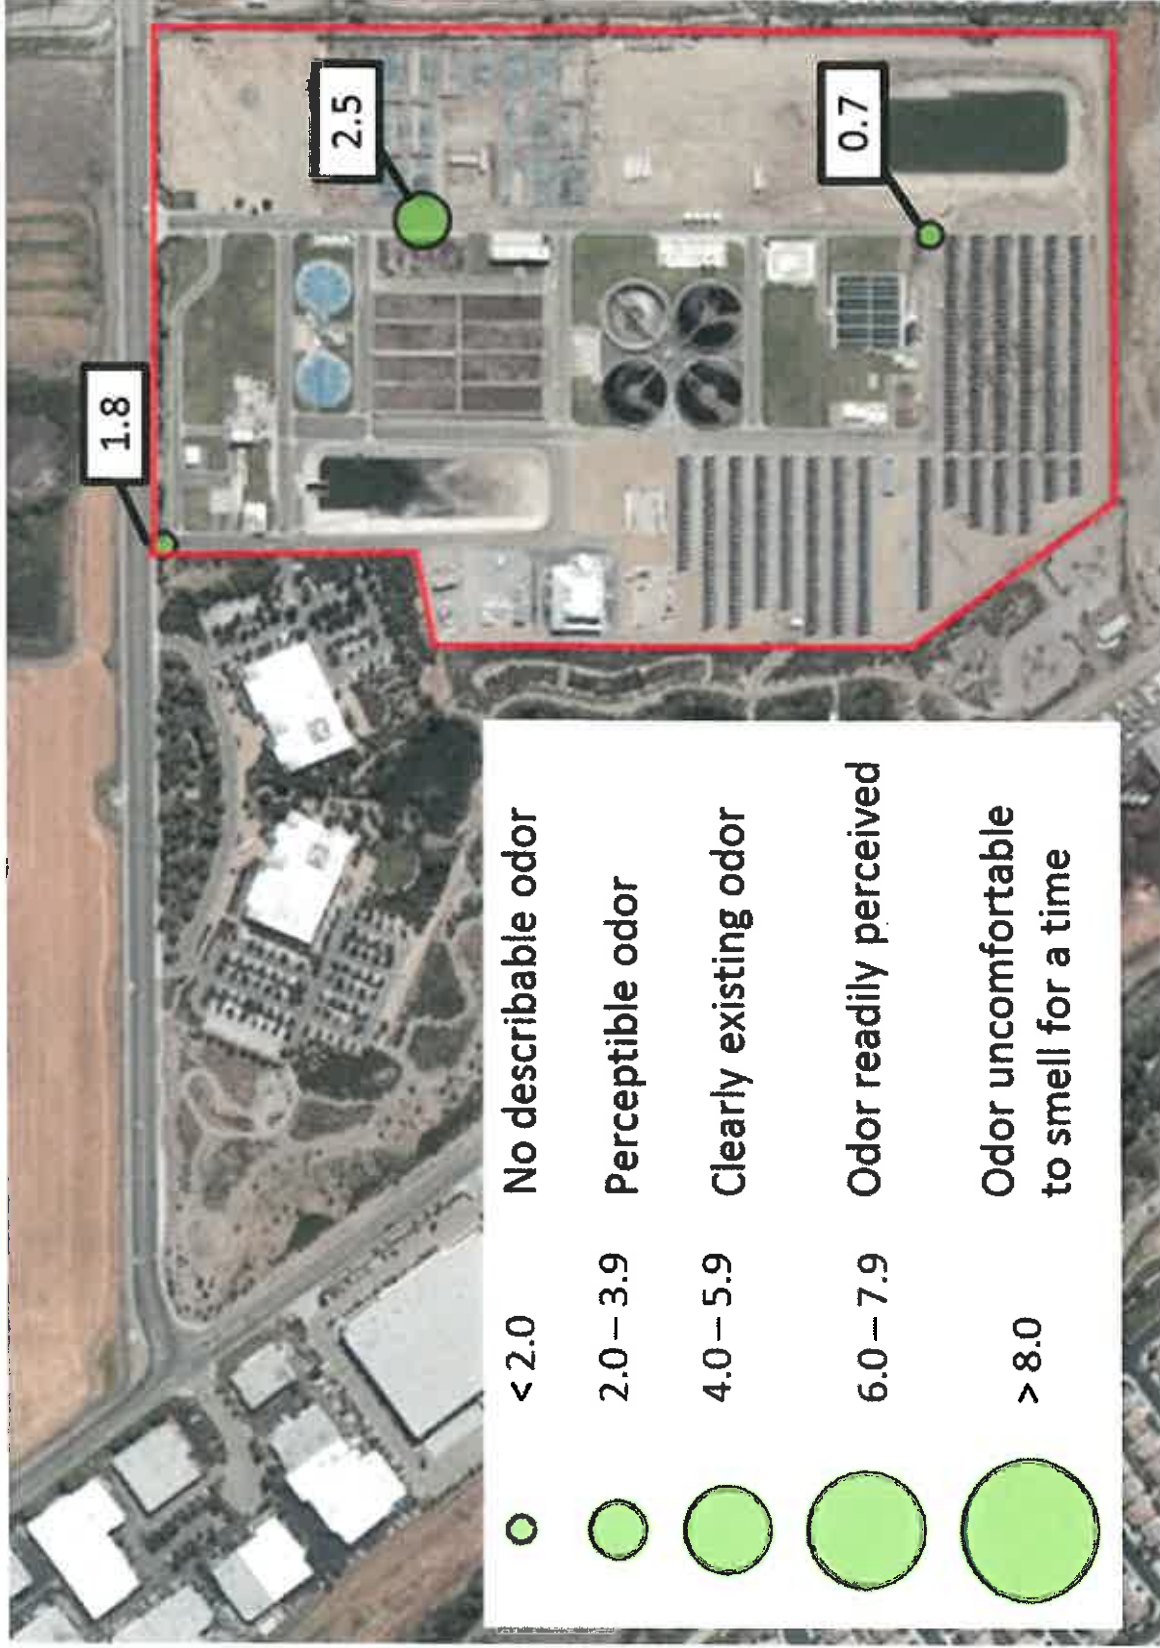 1.8
2.5
0.7
< 2.0 No describable odor
2.0 – 3.9 Perceptible odor
4.0 – 5.9 Clearly existing odor
6.0 – 7.9 Odor readily perceived
> 8.0 Odor uncomfortable
to smell for a time